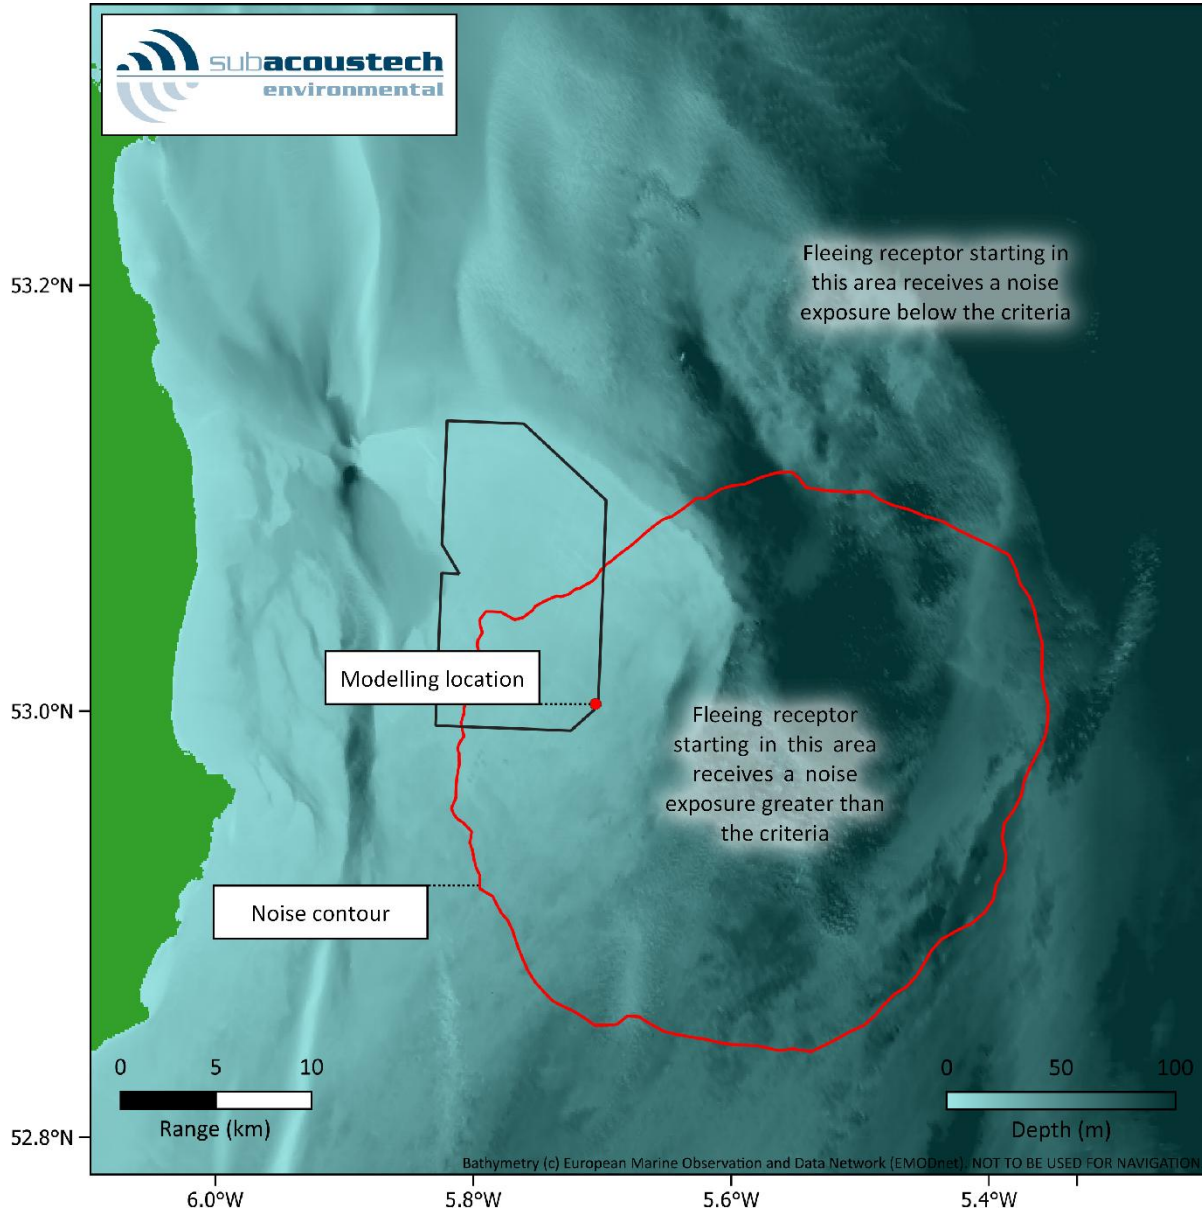 subacoustech
environmental
53.2°N
Fleeing receptor starting in
this area receives a noise
exposure below the criteria
Modelling location
53.0°N
Fleeing receptor
starting in this area
receives a noise
exposure greater than
the criteria
Noise contour
0 5 10
Range (km)
0 50 100
Depth (m)
52.8°N
Bathymetry (c) European Marine Observation and Data Network (EMODnet). NOT TO BE USED FOR NAVIGATION
6.0°W 5.8°W 5.6°W 5.4°W